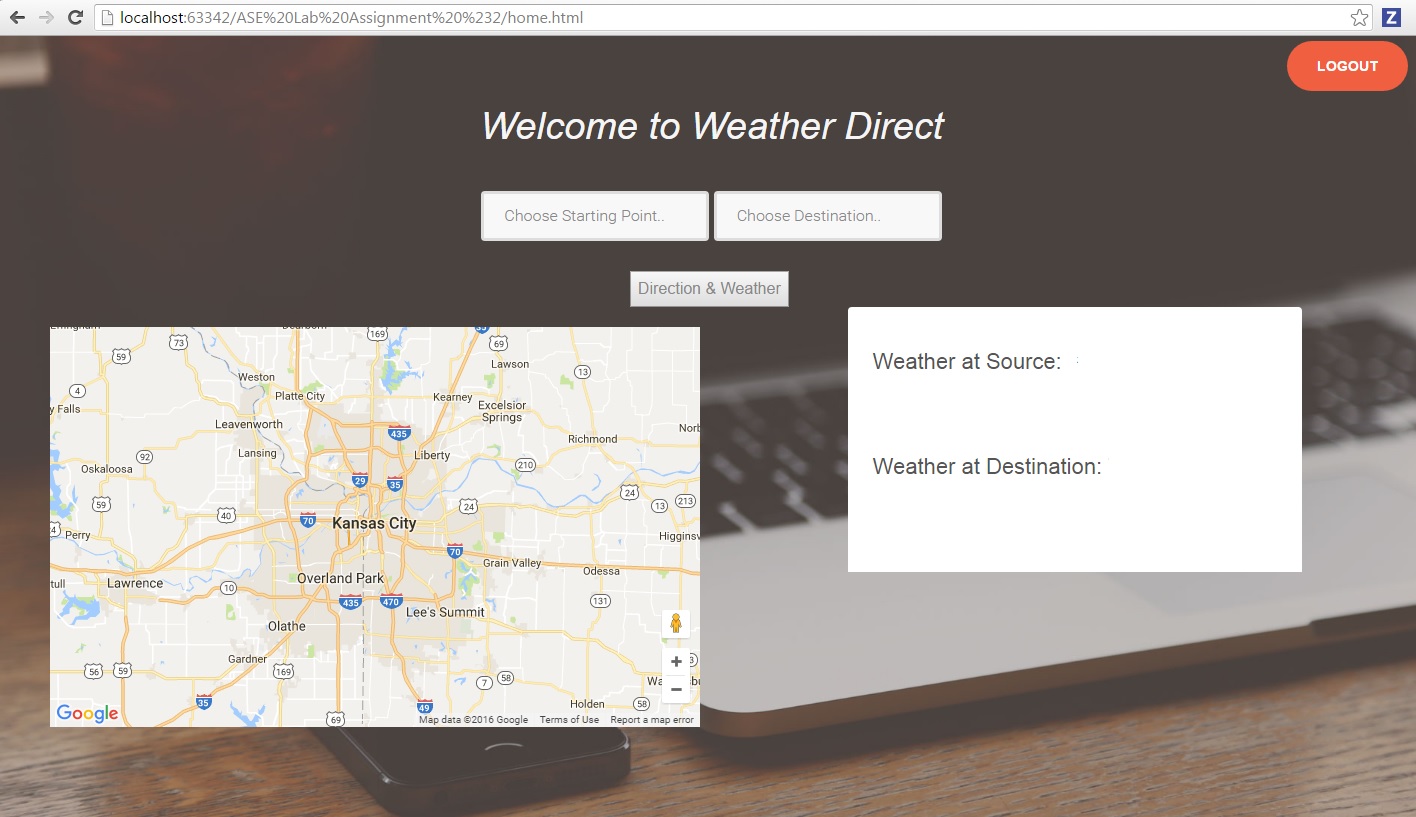 localhost:63342/ASE%20Lab%20Assignment%20%232/home.html
Z
LOGOUT
Welcome to Weather Direct
Choose Starting Point..
Choose Destination..
Direction & Weather
Weather at Source:
Weather at Destination:
169
35
73
59
69
Lawson
13
Weston
4
Platte City
Kearney
Excelsior
Springs
y Falls
Leavenworth
435
Richmond
Norb
Lansing
Liberty
92
Oskaloosa
210
29
35
24
59
24
13
213
40
70
Kansas City
Perry
Higginsv
70
Grain Valley
Odessa
tull
Lawrence
Overland Park
10
435
470
131
Lee's Summit
Olathe
Gardner
56
59
169
58
7
35
49
Holden
58
69
+
−
Google
Map data ©2016 Google
Terms of Use
Report a map error